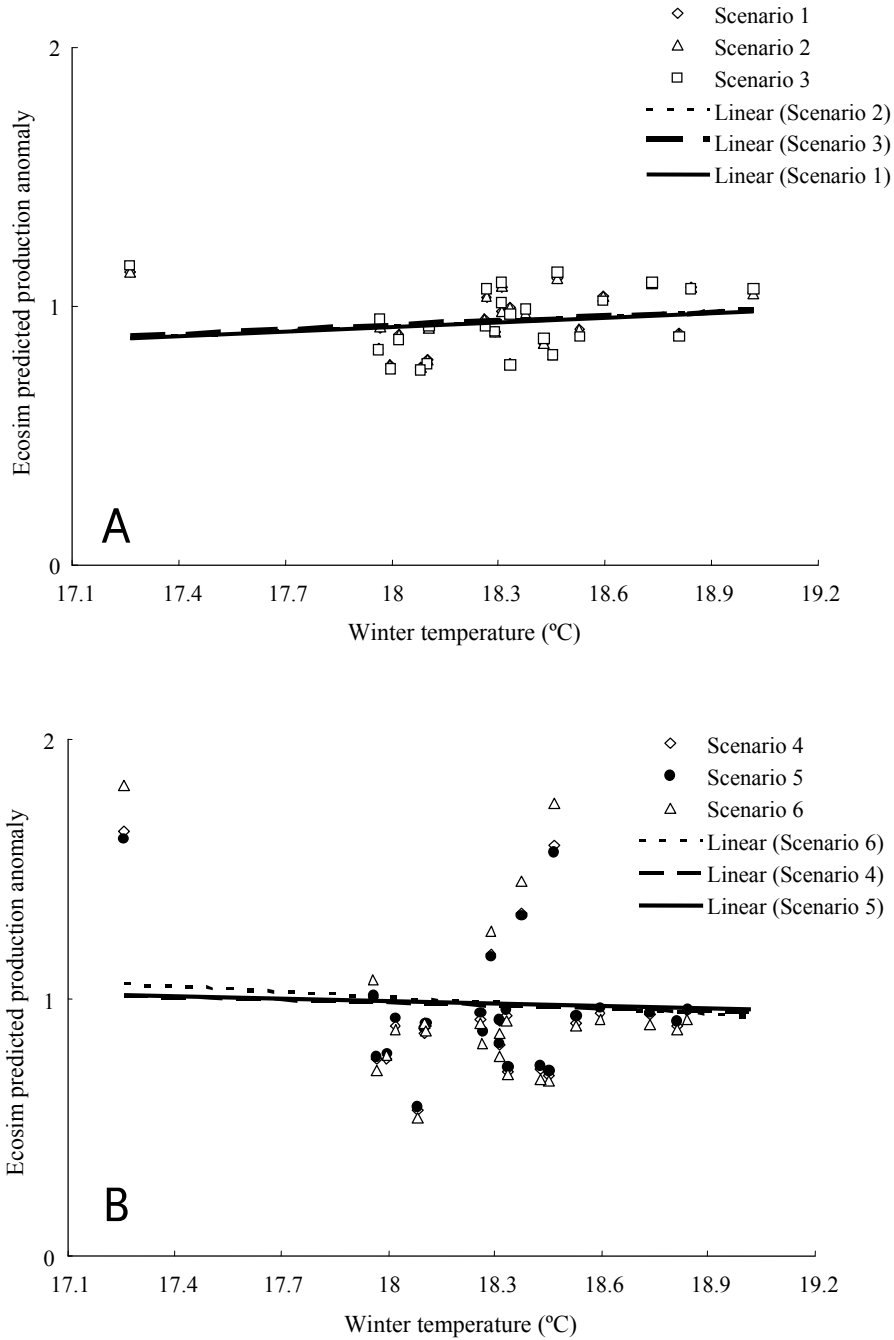 Scenario 1
Scenario 2
Scenario 3
Linear (Scenario 2)
Linear (Scenario 3)
Linear (Scenario 1)
2
1
0
Ecosim predicted production anomaly
A
17.1 17.4 17.7 18 18.3 18.6 18.9 19.2
Winter temperature (ºC)
Scenario 4
Scenario 5
Scenario 6
Linear (Scenario 6)
Linear (Scenario 4)
Linear (Scenario 5)
2
1
0
Ecosim predicted production anomaly
B
17.1 17.4 17.7 18 18.3 18.6 18.9 19.2
Winter temperature (ºC)